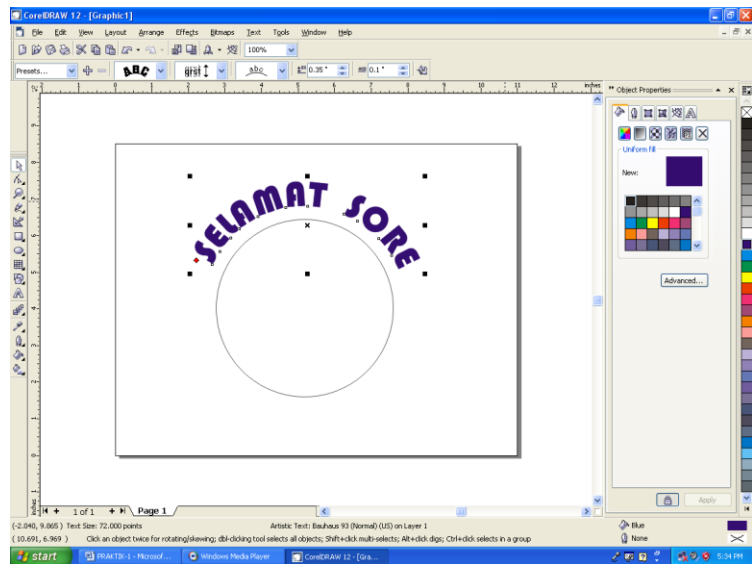 CorelDRAW 12 - [Graphic1]
File Edit View Layout Arrange Effects Bitmaps Text Tools Window Help
100%
Presets... ABC grst abc 0.35 " 0.1 "
inches
Object Properties
Uniform fill
New:
SELAMAT SORE
Advanced...
Apply
1 of 1 Page 1
(-2.040, 9.065 ) Text Size: 72.000 points Artistic Text: Bauhaus 93 (Normal) (US) on Layer 1 Blue
( 10.691, 6.969 ) Click an object twice for rotating/skewing; dbl-clicking tool selects all objects; Shift+click multi-selects; Alt+click digs; Ctrl+click selects in a group None
start PRAKTIK-1 - Microsof... Windows Media Player CorelDRAW 12 - [Gra... 5:34 PM